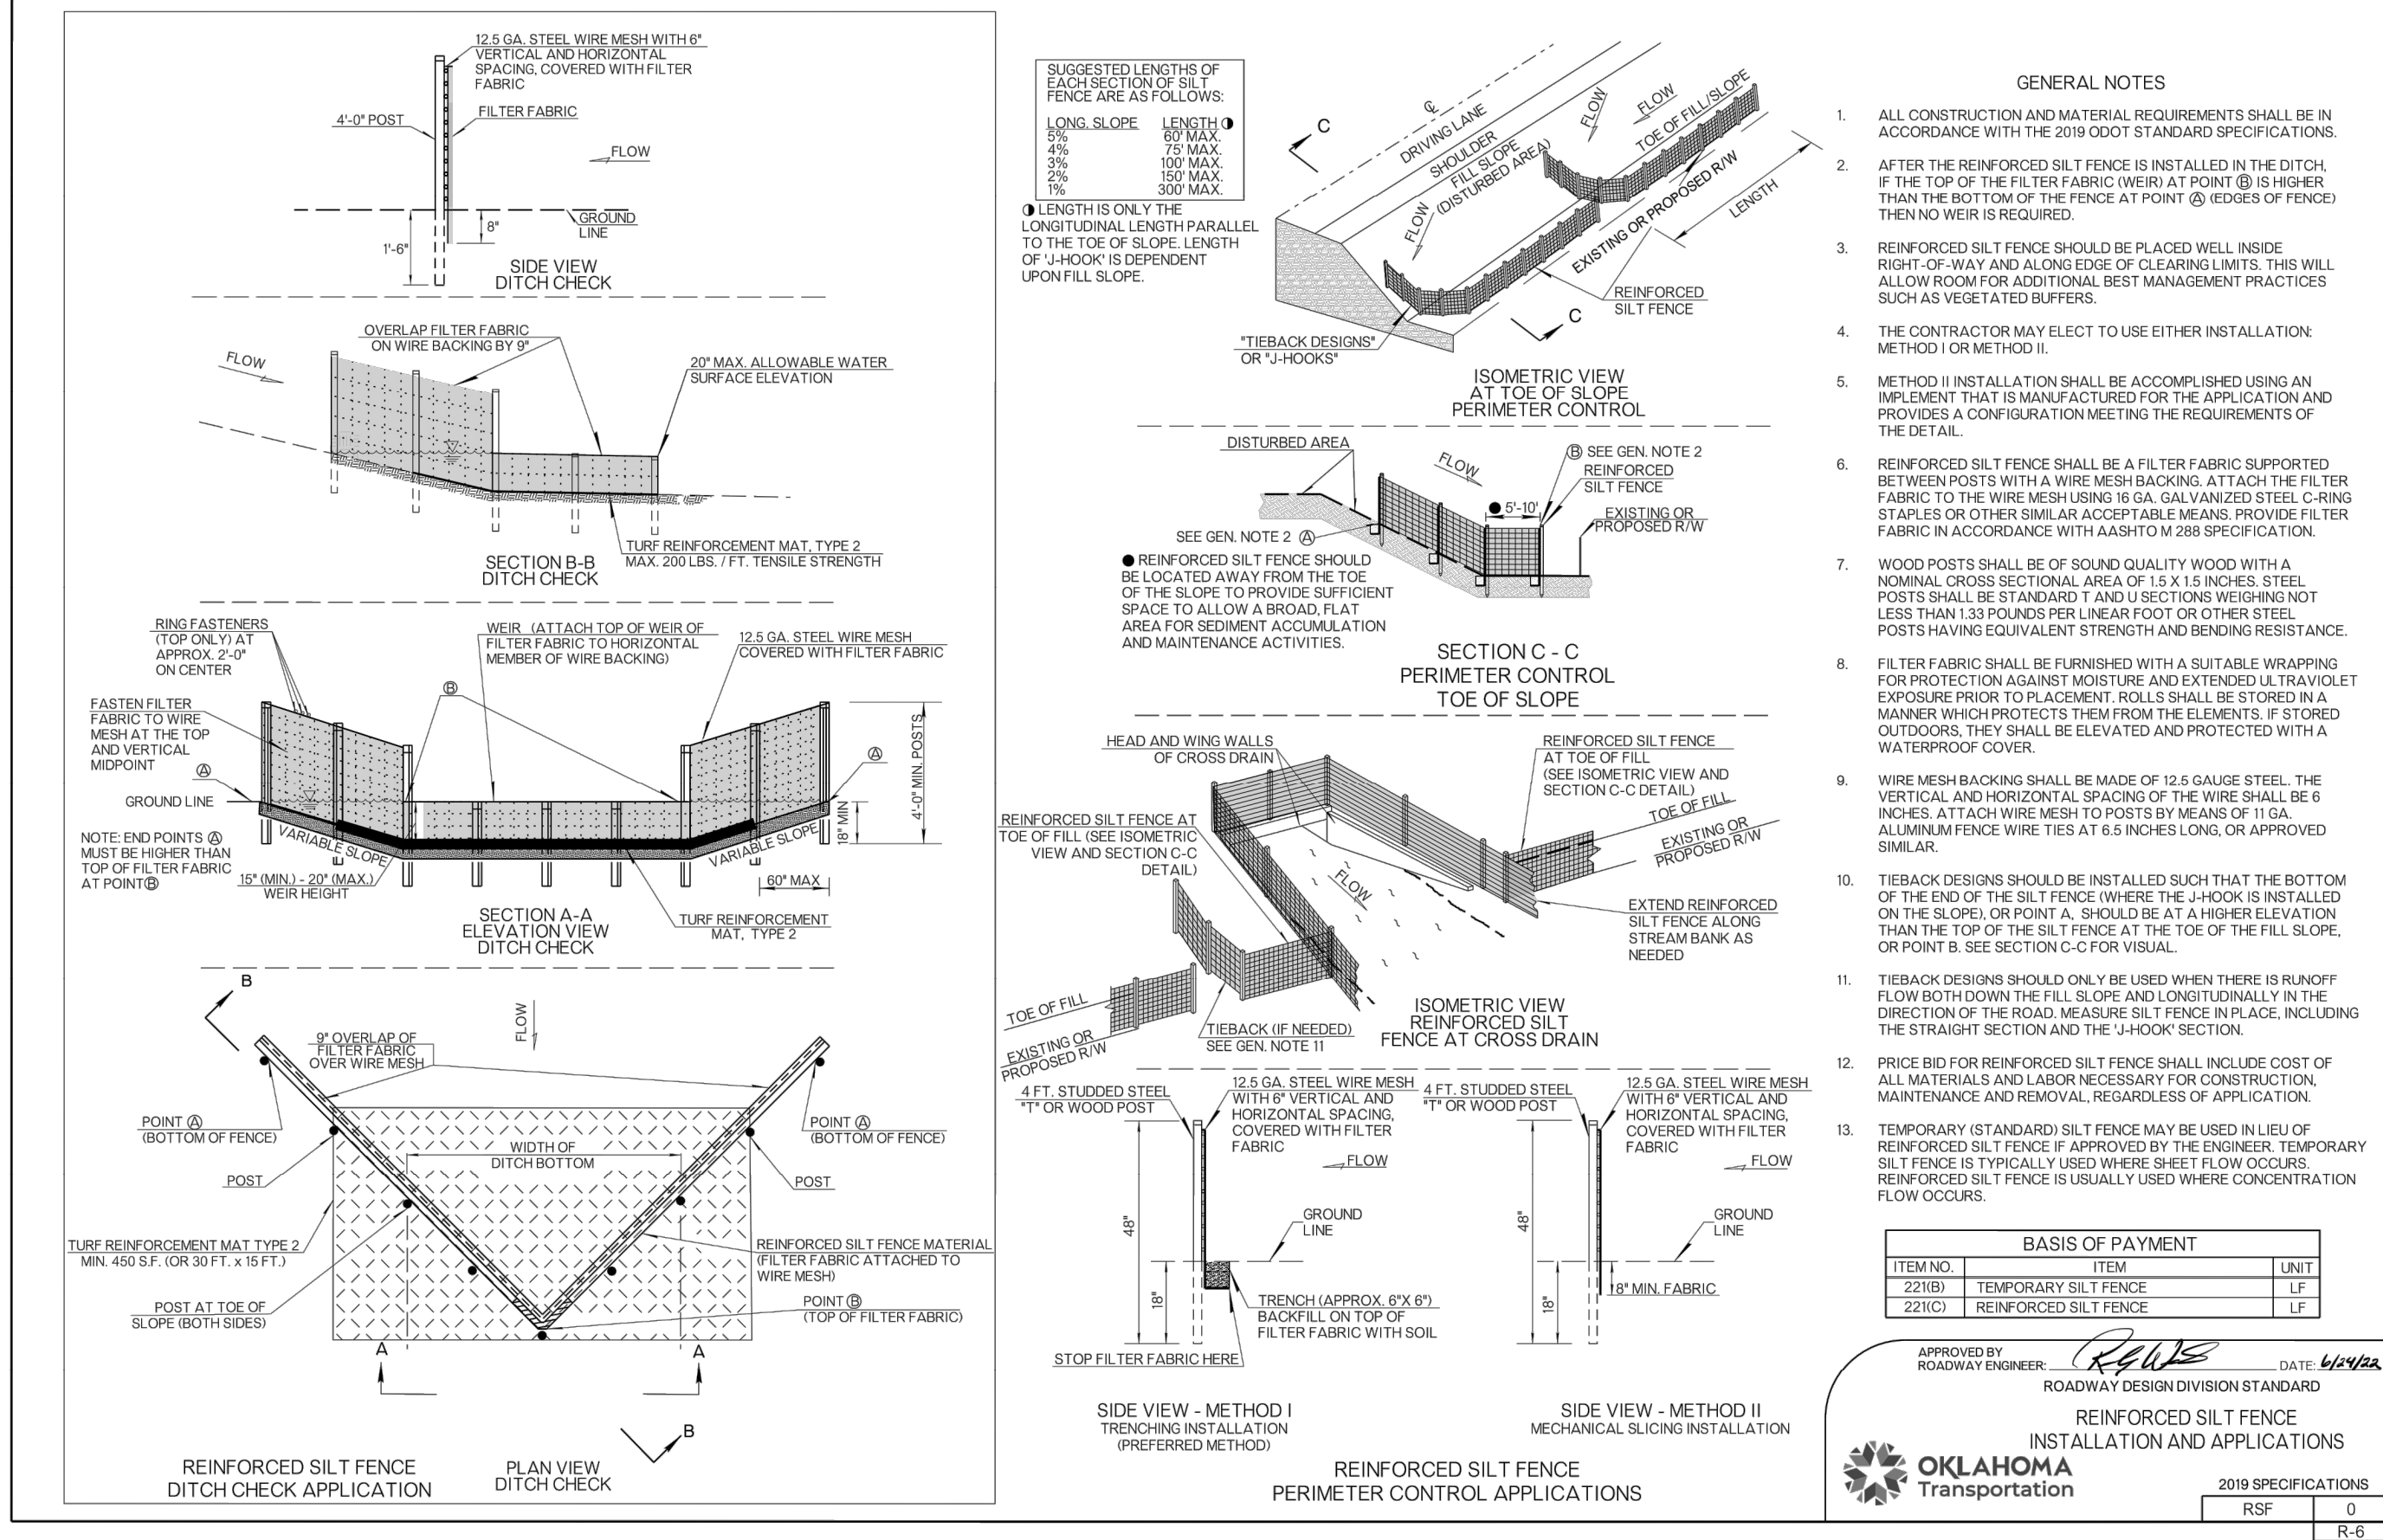 12.5 GA. STEEL WIRE MESH WITH 6"
VERTICAL AND HORIZONTAL
SPACING, COVERED WITH FILTER
FABRIC
4'-0" POST
FILTER FABRIC
FLOW
GROUND
LINE
8"
1'-6"
SIDE VIEW
DITCH CHECK
OVERLAP FILTER FABRIC
ON WIRE BACKING BY 9"
FLOW
20" MAX. ALLOWABLE WATER
SURFACE ELEVATION
TURF REINFORCEMENT MAT, TYPE 2
MAX. 200 LBS. / FT. TENSILE STRENGTH
SECTION B-B
DITCH CHECK
RING FASTENERS
(TOP ONLY) AT
APPROX. 2'-0"
ON CENTER
WEIR (ATTACH TOP OF WEIR OF
FILTER FABRIC TO HORIZONTAL
MEMBER OF WIRE BACKING)
12.5 GA. STEEL WIRE MESH
COVERED WITH FILTER FABRIC
FASTEN FILTER
FABRIC TO WIRE
MESH AT THE TOP
AND VERTICAL
MIDPOINT
Ⓑ
Ⓐ
Ⓐ
GROUND LINE
4'-0" MIN. POSTS
18" MIN
VARIABLE SLOPE
VARIABLE SLOPE
NOTE: END POINTS Ⓐ
MUST BE HIGHER THAN
TOP OF FILTER FABRIC
AT POINT Ⓑ
15" (MIN.) - 20" (MAX.)
WEIR HEIGHT
60" MAX
SECTION A-A
ELEVATION VIEW
DITCH CHECK
TURF REINFORCEMENT
MAT, TYPE 2
B
FLOW
9" OVERLAP OF
FILTER FABRIC
OVER WIRE MESH
POINT Ⓐ
(BOTTOM OF FENCE)
POINT Ⓐ
(BOTTOM OF FENCE)
WIDTH OF
DITCH BOTTOM
POST
POST
TURF REINFORCEMENT MAT TYPE 2
MIN. 450 S.F. (OR 30 FT. x 15 FT.)
REINFORCED SILT FENCE MATERIAL
(FILTER FABRIC ATTACHED TO
WIRE MESH)
POST AT TOE OF
SLOPE (BOTH SIDES)
POINT Ⓑ
(TOP OF FILTER FABRIC)
A
A
B
REINFORCED SILT FENCE
DITCH CHECK APPLICATION
PLAN VIEW
DITCH CHECK
SUGGESTED LENGTHS OF
EACH SECTION OF SILT
FENCE ARE AS FOLLOWS:
LONG. SLOPE LENGTH ◑
5% 60' MAX.
4% 75' MAX.
3% 100' MAX.
2% 150' MAX.
1% 300' MAX.
◑ LENGTH IS ONLY THE
LONGITUDINAL LENGTH PARALLEL
TO THE TOE OF SLOPE. LENGTH
OF 'J-HOOK' IS DEPENDENT
UPON FILL SLOPE.
C
℄
DRIVING LANE
SHOULDER
FILL SLOPE
(DISTURBED AREA)
FLOW
FLOW
FLOW
TOE OF FILL/SLOPE
EXISTING OR PROPOSED R/W
LENGTH
REINFORCED
SILT FENCE
C
"TIEBACK DESIGNS"
OR "J-HOOKS"
ISOMETRIC VIEW
AT TOE OF SLOPE
PERIMETER CONTROL
DISTURBED AREA
FLOW
Ⓑ SEE GEN. NOTE 2
REINFORCED
SILT FENCE
● 5'-10'
EXISTING OR
PROPOSED R/W
SEE GEN. NOTE 2 Ⓐ
● REINFORCED SILT FENCE SHOULD
BE LOCATED AWAY FROM THE TOE
OF THE SLOPE TO PROVIDE SUFFICIENT
SPACE TO ALLOW A BROAD, FLAT
AREA FOR SEDIMENT ACCUMULATION
AND MAINTENANCE ACTIVITIES.
SECTION C - C
PERIMETER CONTROL
TOE OF SLOPE
HEAD AND WING WALLS
OF CROSS DRAIN
REINFORCED SILT FENCE
AT TOE OF FILL
(SEE ISOMETRIC VIEW AND
SECTION C-C DETAIL)
REINFORCED SILT FENCE AT
TOE OF FILL (SEE ISOMETRIC
VIEW AND SECTION C-C
DETAIL)
TOE OF FILL
EXISTING OR
PROPOSED R/W
FLOW
EXTEND REINFORCED
SILT FENCE ALONG
STREAM BANK AS
NEEDED
TOE OF FILL
EXISTING OR
PROPOSED R/W
TIEBACK (IF NEEDED)
SEE GEN. NOTE 11
ISOMETRIC VIEW
REINFORCED SILT
FENCE AT CROSS DRAIN
4 FT. STUDDED STEEL
"T" OR WOOD POST
12.5 GA. STEEL WIRE MESH
WITH 6" VERTICAL AND
HORIZONTAL SPACING,
COVERED WITH FILTER
FABRIC
FLOW
48"
GROUND
LINE
18"
TRENCH (APPROX. 6"X 6")
BACKFILL ON TOP OF
FILTER FABRIC WITH SOIL
STOP FILTER FABRIC HERE
SIDE VIEW - METHOD I
TRENCHING INSTALLATION
(PREFERRED METHOD)
4 FT. STUDDED STEEL
"T" OR WOOD POST
12.5 GA. STEEL WIRE MESH
WITH 6" VERTICAL AND
HORIZONTAL SPACING,
COVERED WITH FILTER
FABRIC
FLOW
48"
GROUND
LINE
18"
8" MIN. FABRIC
SIDE VIEW - METHOD II
MECHANICAL SLICING INSTALLATION
REINFORCED SILT FENCE
PERIMETER CONTROL APPLICATIONS
GENERAL NOTES
1. ALL CONSTRUCTION AND MATERIAL REQUIREMENTS SHALL BE IN
ACCORDANCE WITH THE 2019 ODOT STANDARD SPECIFICATIONS.
2. AFTER THE REINFORCED SILT FENCE IS INSTALLED IN THE DITCH,
IF THE TOP OF THE FILTER FABRIC (WEIR) AT POINT Ⓑ IS HIGHER
THAN THE BOTTOM OF THE FENCE AT POINT Ⓐ (EDGES OF FENCE)
THEN NO WEIR IS REQUIRED.
3. REINFORCED SILT FENCE SHOULD BE PLACED WELL INSIDE
RIGHT-OF-WAY AND ALONG EDGE OF CLEARING LIMITS. THIS WILL
ALLOW ROOM FOR ADDITIONAL BEST MANAGEMENT PRACTICES
SUCH AS VEGETATED BUFFERS.
4. THE CONTRACTOR MAY ELECT TO USE EITHER INSTALLATION:
METHOD I OR METHOD II.
5. METHOD II INSTALLATION SHALL BE ACCOMPLISHED USING AN
IMPLEMENT THAT IS MANUFACTURED FOR THE APPLICATION AND
PROVIDES A CONFIGURATION MEETING THE REQUIREMENTS OF
THE DETAIL.
6. REINFORCED SILT FENCE SHALL BE A FILTER FABRIC SUPPORTED
BETWEEN POSTS WITH A WIRE MESH BACKING. ATTACH THE FILTER
FABRIC TO THE WIRE MESH USING 16 GA. GALVANIZED STEEL C-RING
STAPLES OR OTHER SIMILAR ACCEPTABLE MEANS. PROVIDE FILTER
FABRIC IN ACCORDANCE WITH AASHTO M 288 SPECIFICATION.
7. WOOD POSTS SHALL BE OF SOUND QUALITY WOOD WITH A
NOMINAL CROSS SECTIONAL AREA OF 1.5 X 1.5 INCHES. STEEL
POSTS SHALL BE STANDARD T AND U SECTIONS WEIGHING NOT
LESS THAN 1.33 POUNDS PER LINEAR FOOT OR OTHER STEEL
POSTS HAVING EQUIVALENT STRENGTH AND BENDING RESISTANCE.
8. FILTER FABRIC SHALL BE FURNISHED WITH A SUITABLE WRAPPING
FOR PROTECTION AGAINST MOISTURE AND EXTENDED ULTRAVIOLET
EXPOSURE PRIOR TO PLACEMENT. ROLLS SHALL BE STORED IN A
MANNER WHICH PROTECTS THEM FROM THE ELEMENTS. IF STORED
OUTDOORS, THEY SHALL BE ELEVATED AND PROTECTED WITH A
WATERPROOF COVER.
9. WIRE MESH BACKING SHALL BE MADE OF 12.5 GAUGE STEEL. THE
VERTICAL AND HORIZONTAL SPACING OF THE WIRE SHALL BE 6
INCHES. ATTACH WIRE MESH TO POSTS BY MEANS OF 11 GA.
ALUMINUM FENCE WIRE TIES AT 6.5 INCHES LONG, OR APPROVED
SIMILAR.
10. TIEBACK DESIGNS SHOULD BE INSTALLED SUCH THAT THE BOTTOM
OF THE END OF THE SILT FENCE (WHERE THE J-HOOK IS INSTALLED
ON THE SLOPE), OR POINT A, SHOULD BE AT A HIGHER ELEVATION
THAN THE TOP OF THE SILT FENCE AT THE TOE OF THE FILL SLOPE,
OR POINT B. SEE SECTION C-C FOR VISUAL.
11. TIEBACK DESIGNS SHOULD ONLY BE USED WHEN THERE IS RUNOFF
FLOW BOTH DOWN THE FILL SLOPE AND LONGITUDINALLY IN THE
DIRECTION OF THE ROAD. MEASURE SILT FENCE IN PLACE, INCLUDING
THE STRAIGHT SECTION AND THE 'J-HOOK' SECTION.
12. PRICE BID FOR REINFORCED SILT FENCE SHALL INCLUDE COST OF
ALL MATERIALS AND LABOR NECESSARY FOR CONSTRUCTION,
MAINTENANCE AND REMOVAL, REGARDLESS OF APPLICATION.
13. TEMPORARY (STANDARD) SILT FENCE MAY BE USED IN LIEU OF
REINFORCED SILT FENCE IF APPROVED BY THE ENGINEER. TEMPORARY
SILT FENCE IS TYPICALLY USED WHERE SHEET FLOW OCCURS.
REINFORCED SILT FENCE IS USUALLY USED WHERE CONCENTRATION
FLOW OCCURS.
BASIS OF PAYMENT
ITEM NO. ITEM UNIT
221(B) TEMPORARY SILT FENCE LF
221(C) REINFORCED SILT FENCE LF
APPROVED BY
ROADWAY ENGINEER: DATE: 6/24/22
ROADWAY DESIGN DIVISION STANDARD
REINFORCED SILT FENCE
INSTALLATION AND APPLICATIONS
OKLAHOMA
Transportation
2019 SPECIFICATIONS
RSF 0
R-6